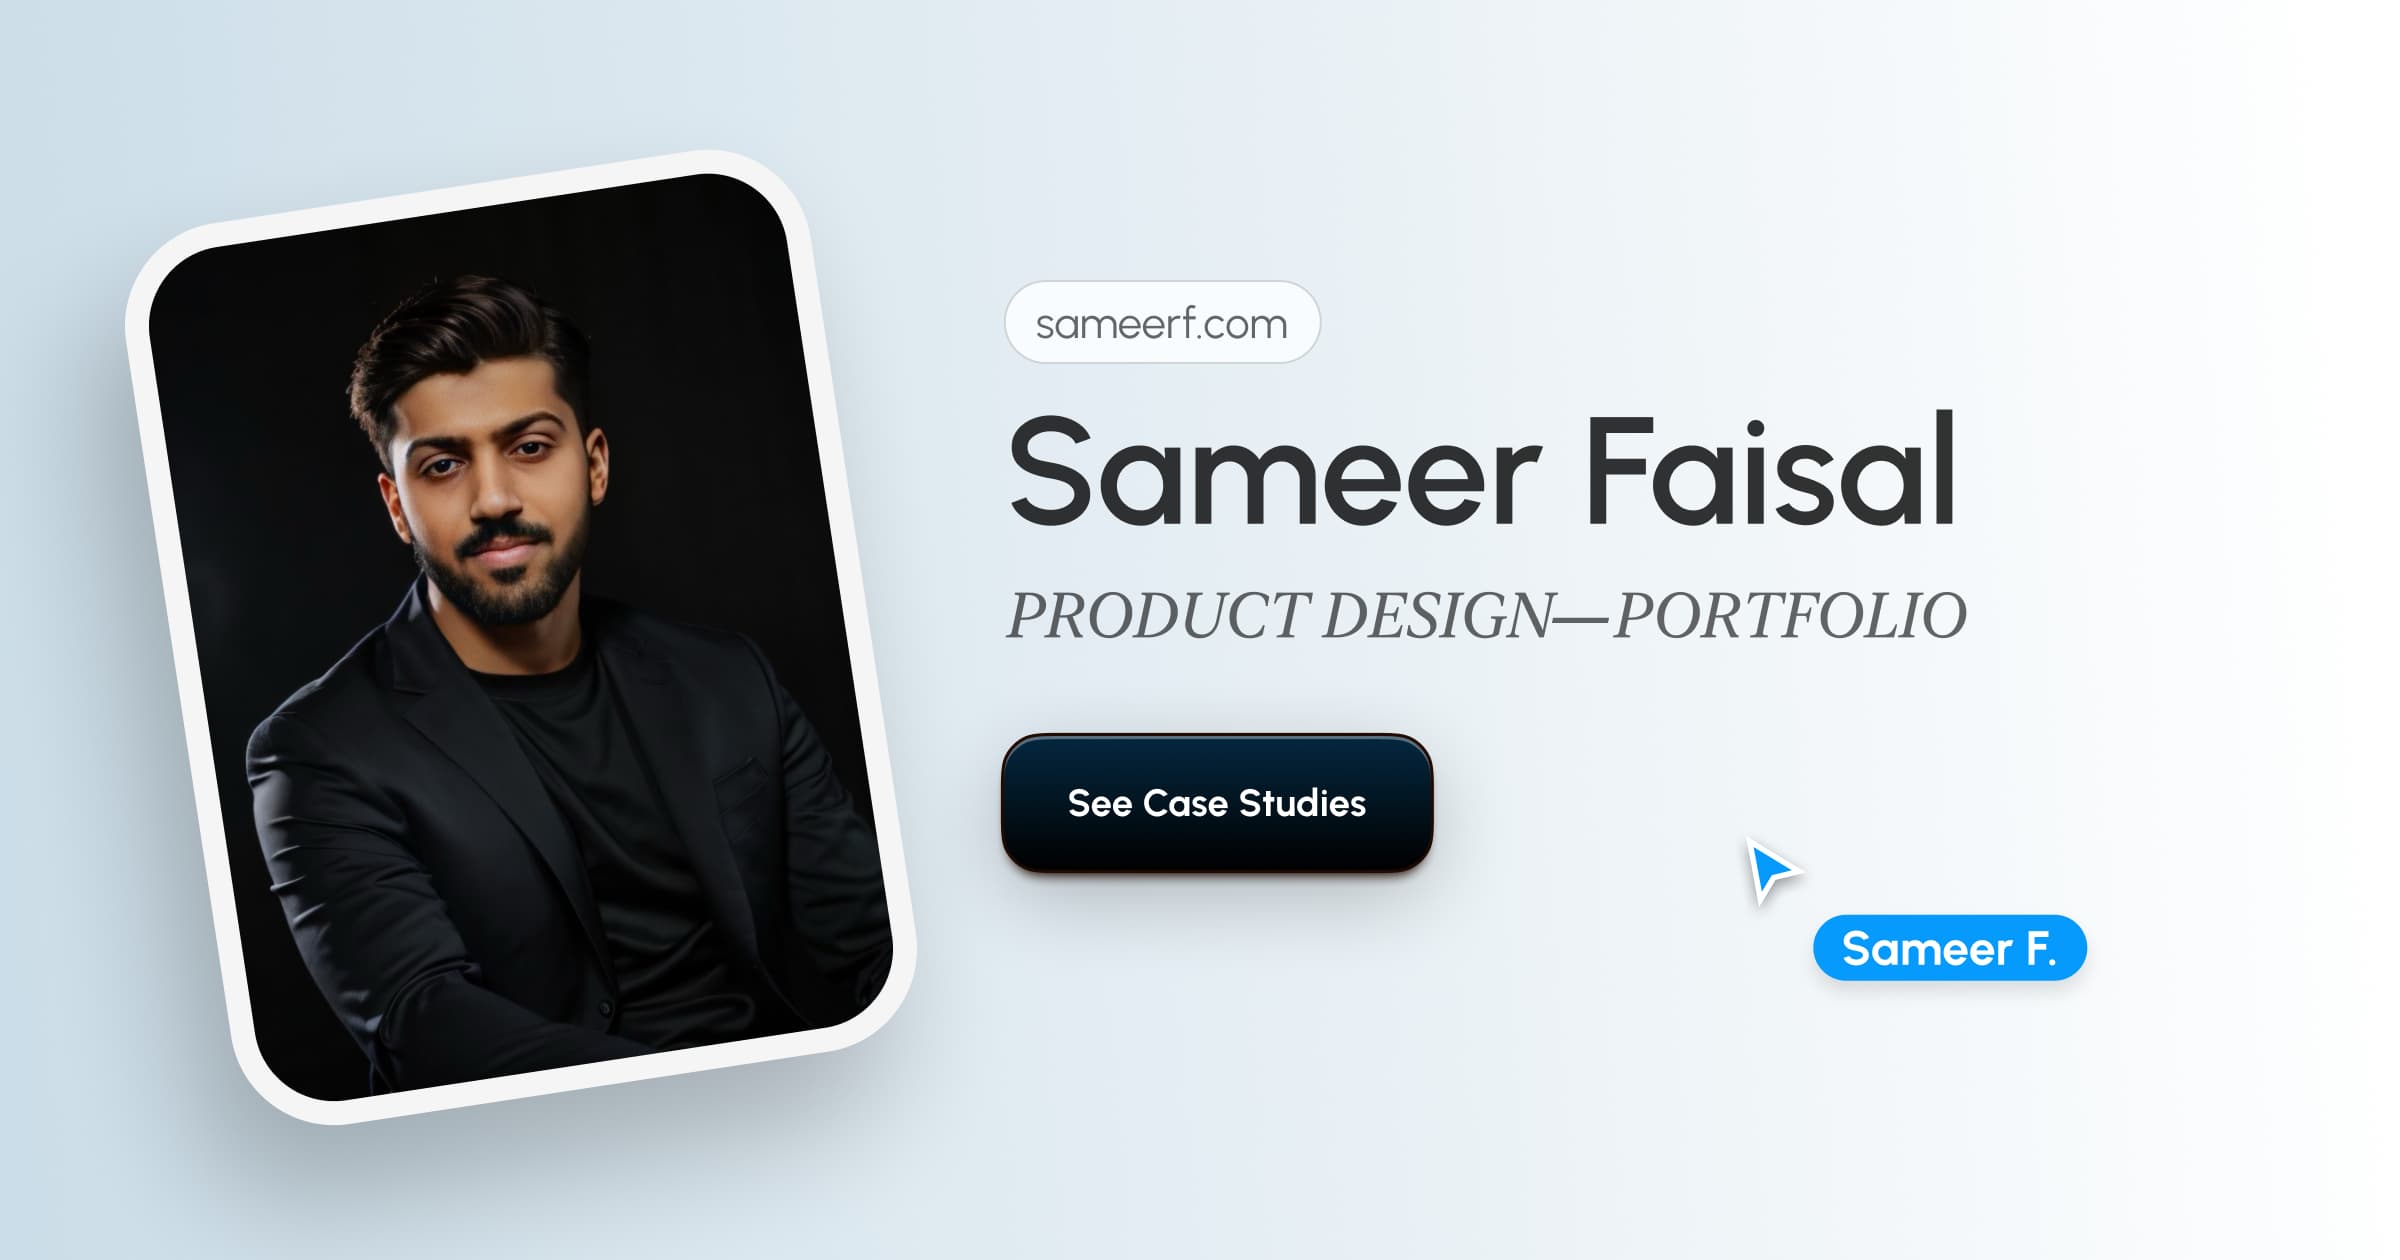 sameerf.com
Sameer Faisal
PRODUCT DESIGN—PORTFOLIO
See Case Studies
Sameer F.